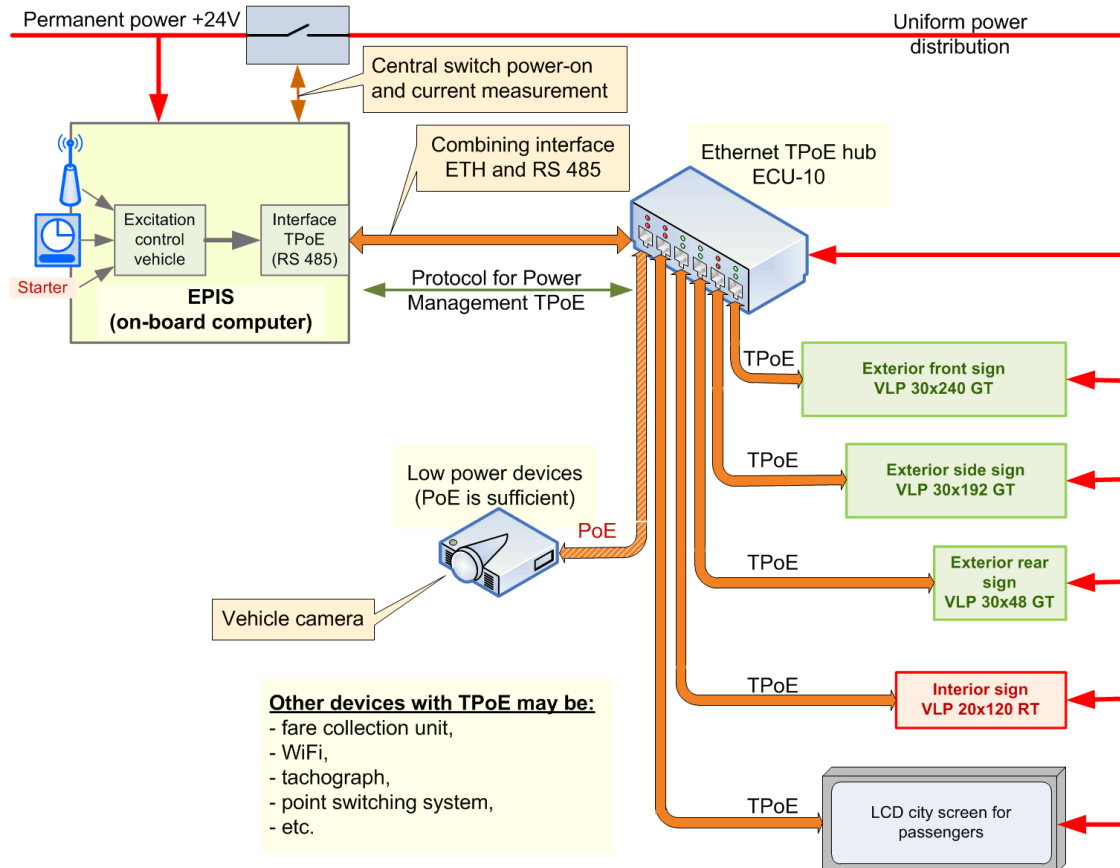 Permanent power +24V
Uniform power
distribution
Central switch power-on
and current measurement
Combining interface
ETH and RS 485
Ethernet TPoE hub
ECU-10
Excitation
control
vehicle
Interface
TPoE
(RS 485)
Starter
EPIS
(on-board computer)
Protocol for Power
Management TPoE
TPoE
Exterior front sign
VLP 30x240 GT
TPoE
Exterior side sign
VLP 30x192 GT
Low power devices
(PoE is sufficient)
PoE
TPoE
Exterior rear
sign
VLP 30x48 GT
Vehicle camera
TPoE
Interior sign
VLP 20x120 RT
Other devices with TPoE may be:
- fare collection unit,
- WiFi,
- tachograph,
- point switching system,
- etc.
TPoE
LCD city screen for
passengers